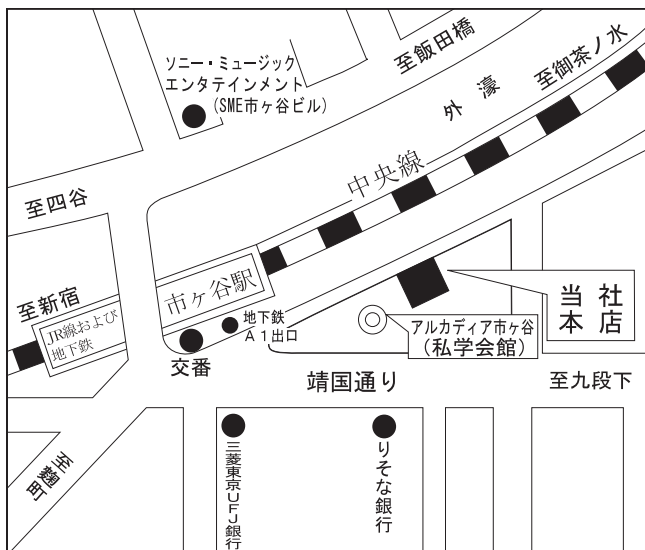 ソニー・ミュージック
エンタテインメント
(SME市ヶ谷ビル)
至飯田橋
外濠
至御茶ノ水
中央線
至四谷
市ヶ谷駅
至新宿
JR線および
地下鉄
地下鉄
A1出口
交番
当社
本店
アルカディア市ヶ谷
(私学会館)
靖国通り
至九段下
至麴町
三菱東京UFJ銀行
りそな銀行